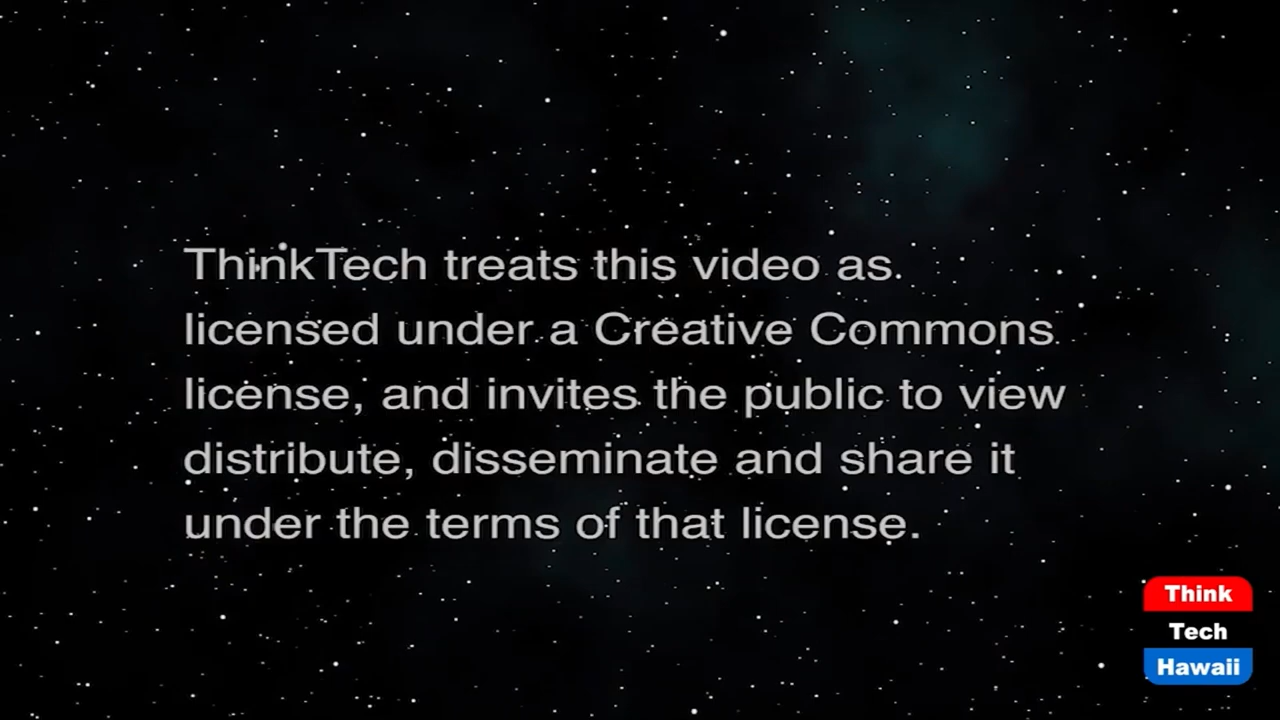 ThinkTech treats this video as.
licensed under a Creative Commons
license, and invites the public to view
distribute, disseminate and share it
under the terms of that license.
Think
Tech
Hawaii